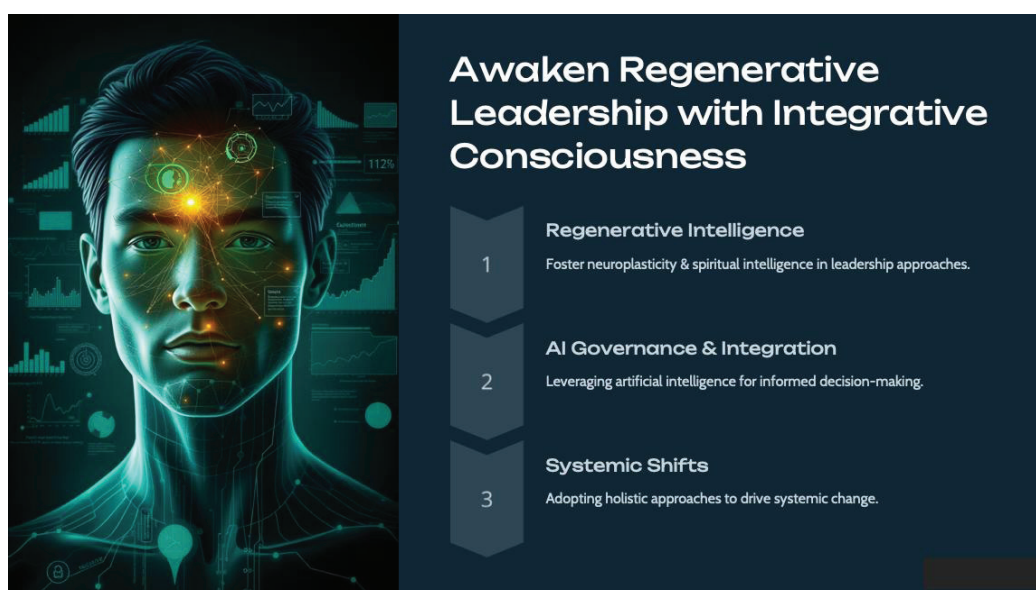 Awaken Regenerative
Leadership with Integrative
Consciousness
1
Regenerative Intelligence
Foster neuroplasticity & spiritual intelligence in leadership approaches.
2
AI Governance & Integration
Leveraging artificial intelligence for informed decision-making.
3
Systemic Shifts
Adopting holistic approaches to drive systemic change.
112%